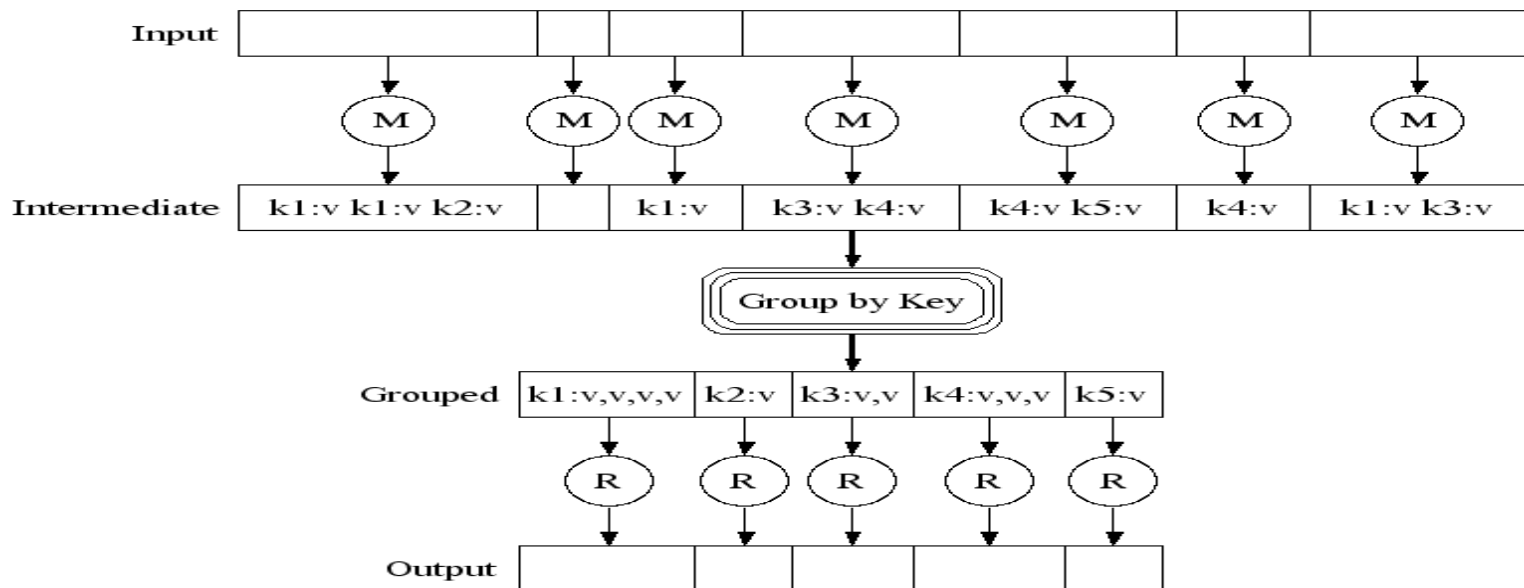 Input
M M M M M M M
Intermediate k1:v k1:v k2:v k1:v k3:v k4:v k4:v k5:v k4:v k1:v k3:v
Group by Key
Grouped k1:v,v,v,v k2:v k3:v,v k4:v,v,v k5:v
R R R R R
Output